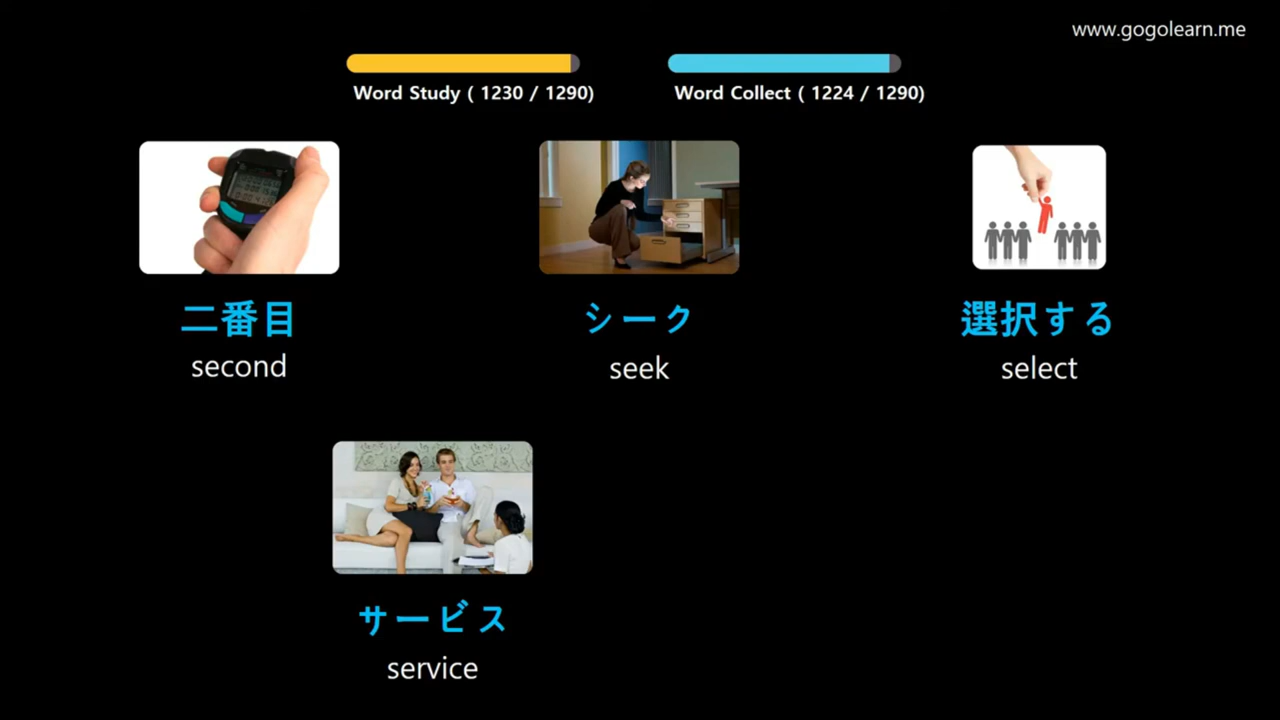 www.gogolearn.me
Word Study ( 1230 / 1290)
Word Collect ( 1224 / 1290)
二番目
second
シーク
seek
選択する
select
サービス
service